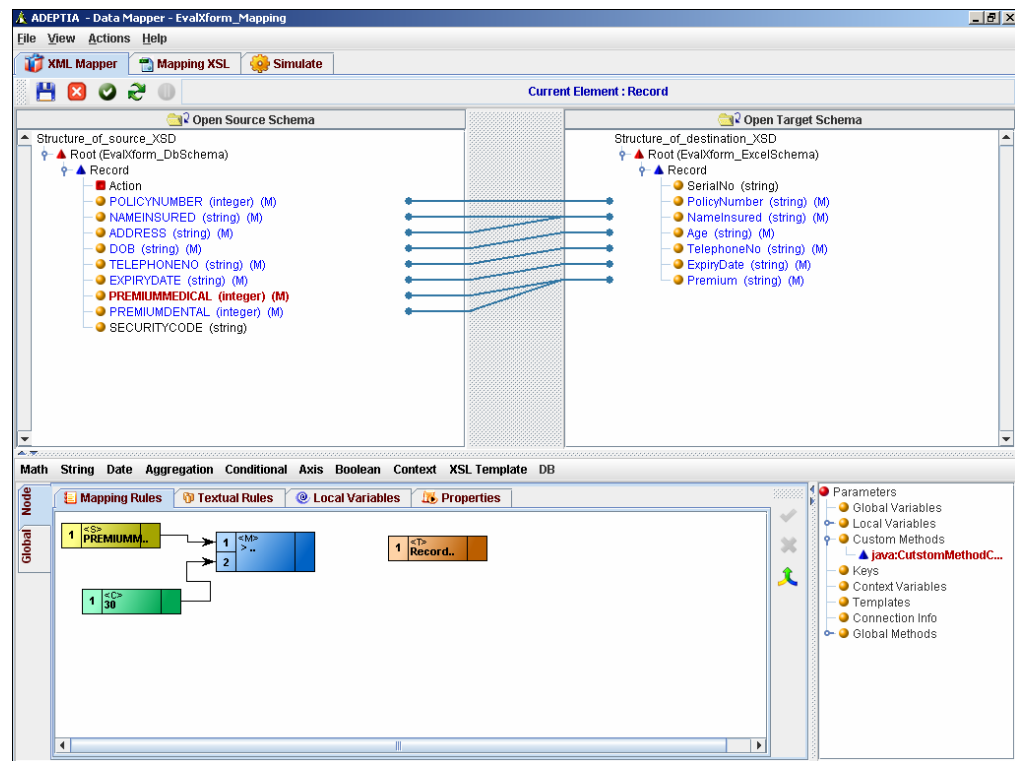 ADEPTIA - Data Mapper - EvalXform_Mapping
File View Actions Help
XML Mapper Mapping XSL Simulate
Current Element : Record
Open Source Schema
Structure_of_source_XSD
Root (EvalXform_DbSchema)
Record
Action
POLICYNUMBER (integer) (M)
NAMEINSURED (string) (M)
ADDRESS (string) (M)
DOB (string) (M)
TELEPHONENO (string) (M)
EXPIRYDATE (string) (M)
PREMIUMMEDICAL (integer) (M)
PREMIUMDENTAL (integer) (M)
SECURITYCODE (string)
Open Target Schema
Structure_of_destination_XSD
Root (EvalXform_ExcelSchema)
Record
SerialNo (string)
PolicyNumber (string) (M)
NameInsured (string) (M)
Age (string) (M)
TelephoneNo (string) (M)
ExpiryDate (string) (M)
Premium (string) (M)
Math String Date Aggregation Conditional Axis Boolean Context XSL Template DB
Node
Global
Mapping Rules Textual Rules Local Variables Properties
1 <S> PREMIUMM..
1 <M> > ..
2
1 <T> Record..
1 <C> 30
Parameters
Global Variables
Local Variables
Custom Methods
java:CutstomMethodC...
Keys
Context Variables
Templates
Connection Info
Global Methods